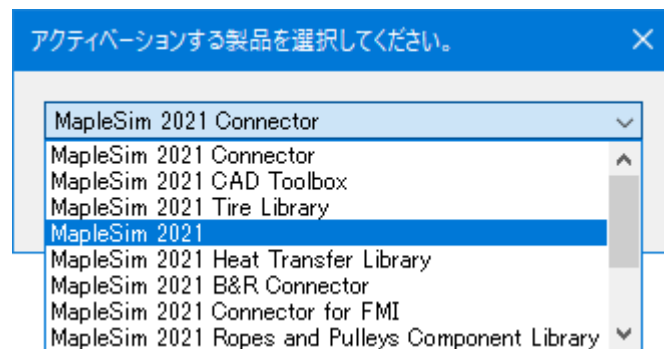 アクティベーションする製品を選択してください。
MapleSim 2021 Connector
MapleSim 2021 Connector
MapleSim 2021 CAD Toolbox
MapleSim 2021 Tire Library
MapleSim 2021
MapleSim 2021 Heat Transfer Library
MapleSim 2021 B&R Connector
MapleSim 2021 Connector for FMI
MapleSim 2021 Ropes and Pulleys Component Library